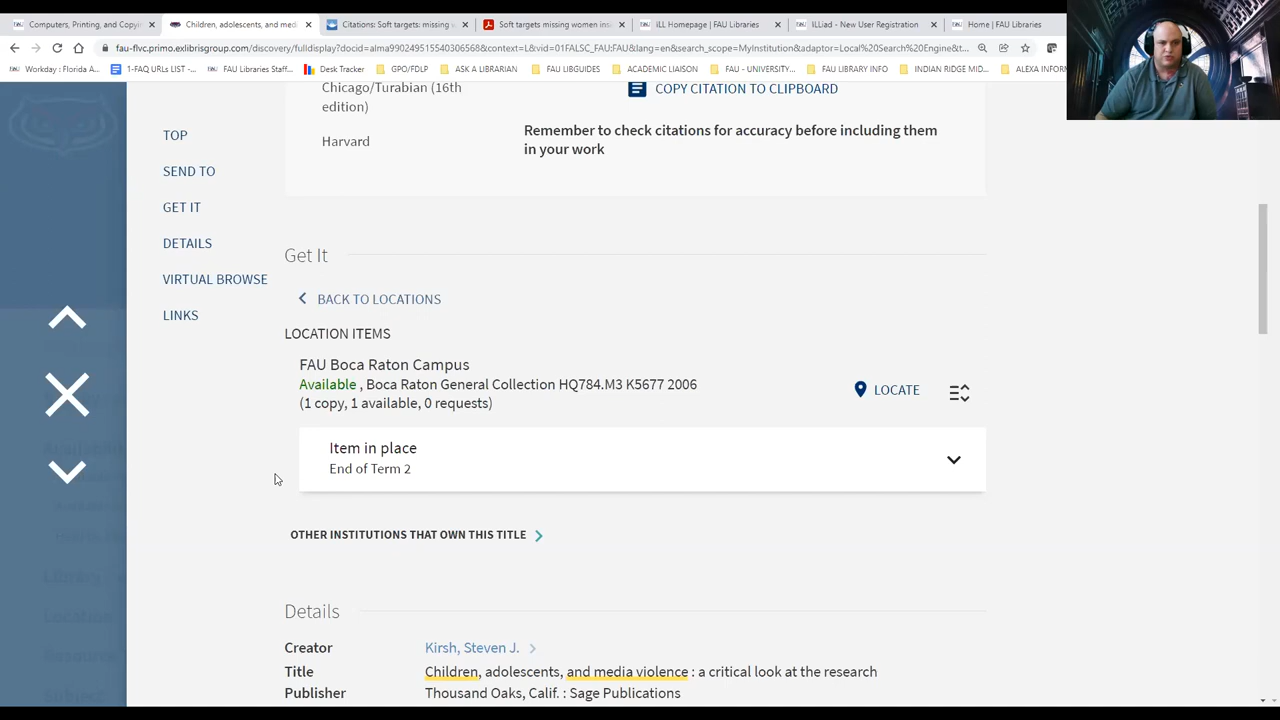 Computers, Printing, and Copyin
Children, adolescents, and medi
Citations: Soft targets: missing w
Soft targets missing women insi
ILL Homepage | FAU Libraries
ILLiad - New User Registration
Home | FAU Libraries
fau-flvc.primo.exlibrisgroup.com/discovery/fulldisplay?docid=alma990249515540306568&context=L&vid=01FALSC_FAU:FAU&lang=en&search_scope=MyInstitution&adaptor=Local%20Search%20Engine&t...
Workday : Florida A...
1-FAQ URLs LIST -...
FAU Libraries Staff...
Desk Tracker
GPO/FDLP
ASK A LIBRARIAN
FAU LIBGUIDES
ACADEMIC LIAISON
FAU - UNIVERSITY...
FAU LIBRARY INFO
INDIAN RIDGE MID...
ALEXA INFOR
Chicago/Turabian (16th
edition)
COPY CITATION TO CLIPBOARD
Harvard
Remember to check citations for accuracy before including them
in your work
TOP
SEND TO
GET IT
DETAILS
VIRTUAL BROWSE
LINKS
Get It
BACK TO LOCATIONS
LOCATION ITEMS
FAU Boca Raton Campus
Available , Boca Raton General Collection HQ784.M3 K5677 2006
(1 copy, 1 available, 0 requests)
LOCATE
Item in place
End of Term 2
OTHER INSTITUTIONS THAT OWN THIS TITLE
Details
Creator Kirsh, Steven J.
Title Children, adolescents, and media violence : a critical look at the research
Publisher Thousand Oaks, Calif. : Sage Publications